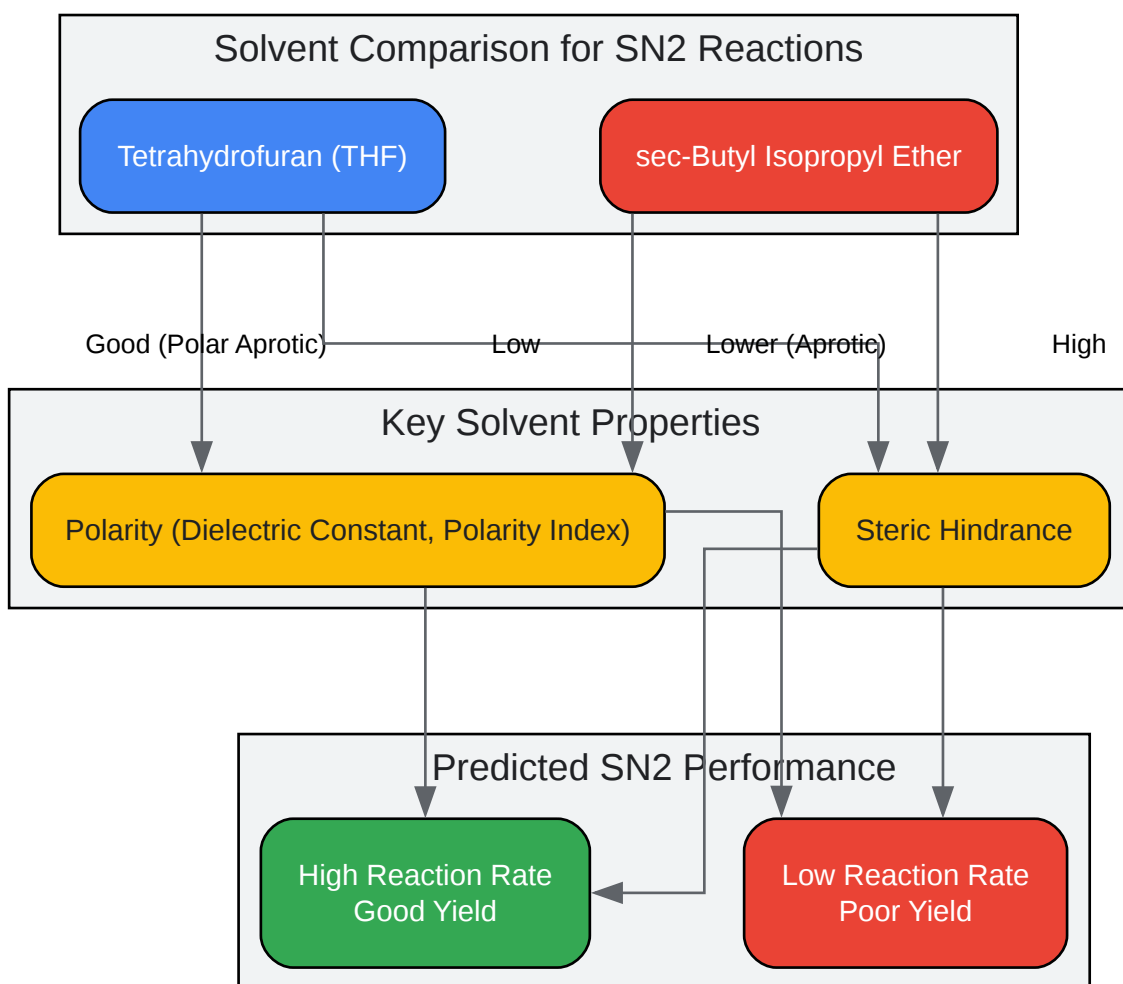 Solvent Comparison for SN2 Reactions
Tetrahydrofuran (THF)
sec-Butyl Isopropyl Ether
Good (Polar Aprotic)
Low
Lower (Aprotic)
High
Key Solvent Properties
Polarity (Dielectric Constant, Polarity Index)
Steric Hindrance
Predicted SN2 Performance
High Reaction Rate
Good Yield
Low Reaction Rate
Poor Yield